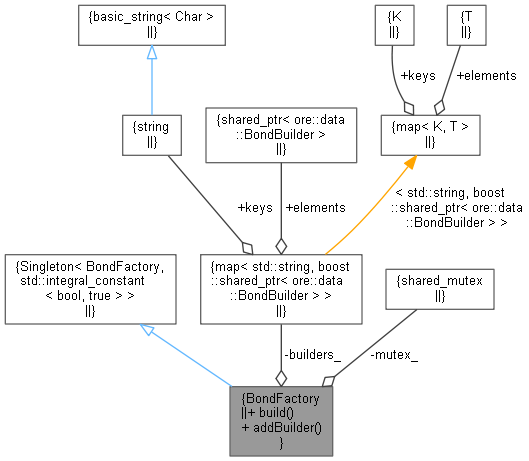 {basic_string< Char >
||}
{K
||}
{T
||}
+keys
+elements
{string
||}
{shared_ptr< ore::data
::BondBuilder >
||}
{map< K, T >
||}
+keys
+elements
< std::string, boost
::shared_ptr< ore::data
::BondBuilder > >
{Singleton< BondFactory,
std::integral_constant
< bool, true > >
||}
{map< std::string, boost
::shared_ptr< ore::data
::BondBuilder > >
||}
{shared_mutex
||}
-builders_
-mutex_
{BondFactory
||+ build()
+ addBuilder()
}